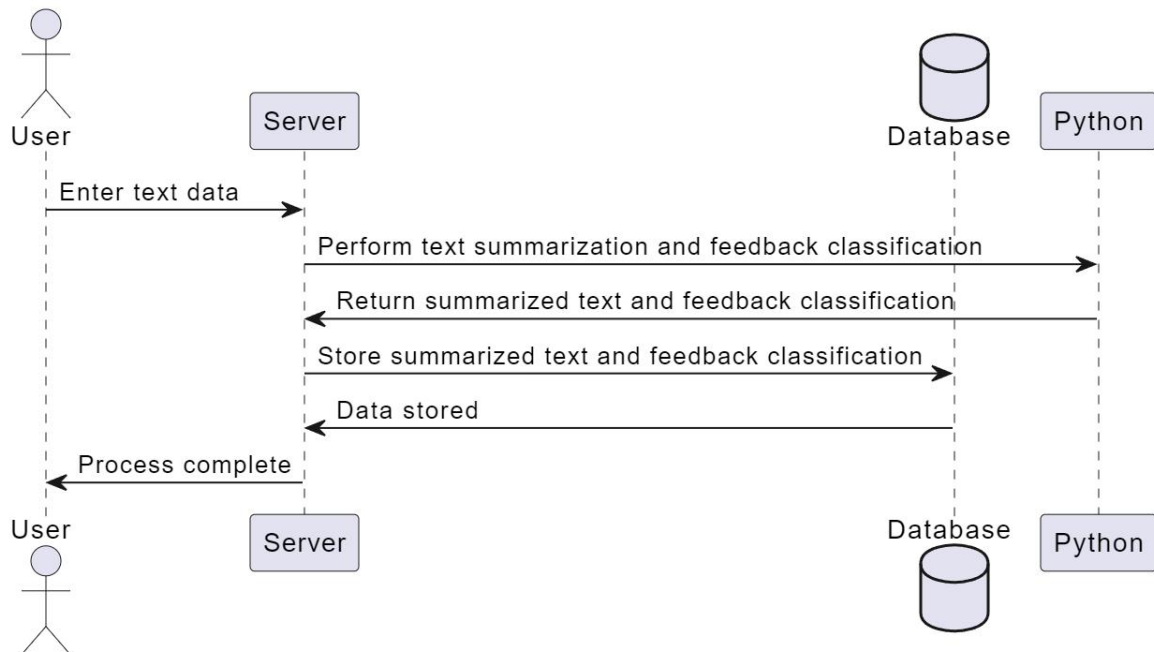 User
Server
Database
Python
Enter text data
Perform text summarization and feedback classification
Return summarized text and feedback classification
Store summarized text and feedback classification
Data stored
Process complete
User
Server
Database
Python